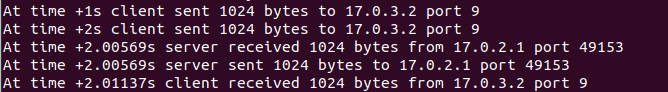 At time +1s client sent 1024 bytes to 17.0.3.2 port 9
At time +2s client sent 1024 bytes to 17.0.3.2 port 9
At time +2.00569s server received 1024 bytes from 17.0.2.1 port 49153
At time +2.00569s server sent 1024 bytes to 17.0.2.1 port 49153
At time +2.01137s client received 1024 bytes from 17.0.3.2 port 9